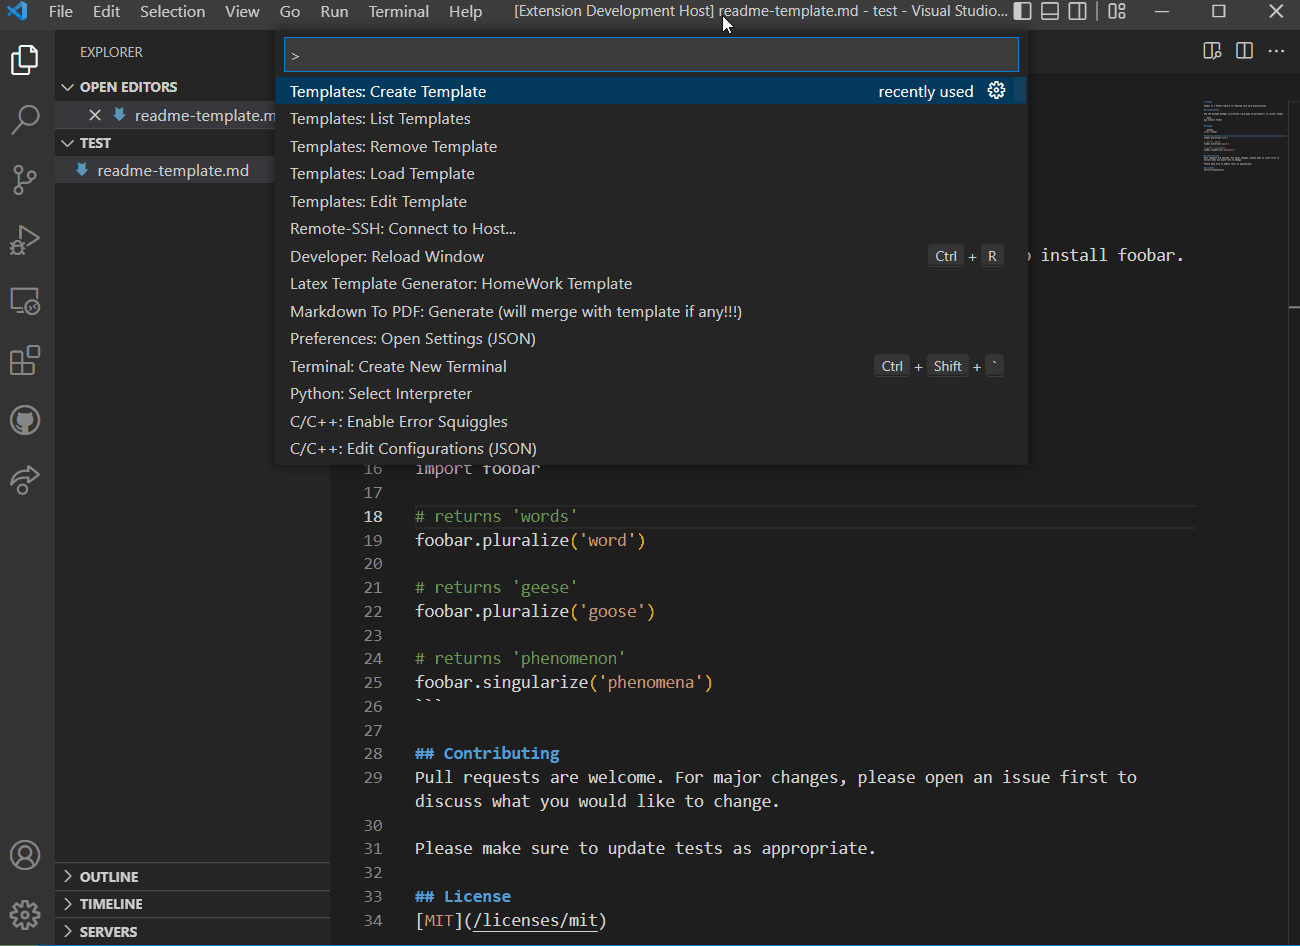 File Edit Selection View Go Run Terminal Help [Extension Development Host] readme-template.md - test - Visual Studio...
EXPLORER
OPEN EDITORS
readme-template.m
TEST
readme-template.md
>
Templates: Create Template recently used
Templates: List Templates
Templates: Remove Template
Templates: Load Template
Templates: Edit Template
Remote-SSH: Connect to Host...
Developer: Reload Window Ctrl + R
Latex Template Generator: HomeWork Template
Markdown To PDF: Generate (will merge with template if any!!!)
Preferences: Open Settings (JSON)
Terminal: Create New Terminal Ctrl + Shift + `
Python: Select Interpreter
C/C++: Enable Error Squiggles
C/C++: Edit Configurations (JSON)
install foobar.
16 import foobar
17
18 # returns 'words'
19 foobar.pluralize('word')
20
21 # returns 'geese'
22 foobar.pluralize('goose')
23
24 # returns 'phenomenon'
25 foobar.singularize('phenomena')
26 ```
27
28 ## Contributing
29 Pull requests are welcome. For major changes, please open an issue first to
discuss what you would like to change.
30
31 Please make sure to update tests as appropriate.
32
33 ## License
34 [MIT](/licenses/mit)
OUTLINE
TIMELINE
SERVERS